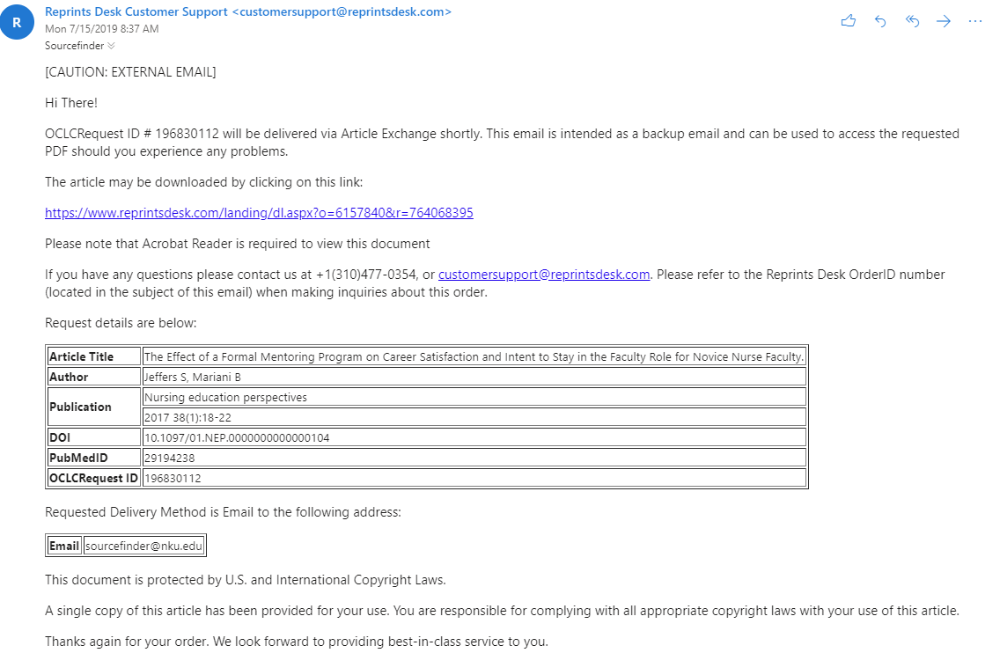 R
Reprints Desk Customer Support <customersupport@reprintsdesk.com>
Mon 7/15/2019 8:37 AM
Sourcefinder
[CAUTION: EXTERNAL EMAIL]
Hi There!
OCLCRequest ID # 196830112 will be delivered via Article Exchange shortly. This email is intended as a backup email and can be used to access the requested
PDF should you experience any problems.
The article may be downloaded by clicking on this link:
https://www.reprintsdesk.com/landing/dl.aspx?o=6157840&r=764068395
Please note that Acrobat Reader is required to view this document
If you have any questions please contact us at +1(310)477-0354, or customersupport@reprintsdesk.com. Please refer to the Reprints Desk OrderID number
(located in the subject of this email) when making inquiries about this order.
Request details are below:
Article Title The Effect of a Formal Mentoring Program on Career Satisfaction and Intent to Stay in the Faculty Role for Novice Nurse Faculty.
Author Jeffers S, Mariani B
Publication Nursing education perspectives
2017 38(1):18-22
DOI 10.1097/01.NEP.0000000000000104
PubMedID 29194238
OCLCRequest ID 196830112
Requested Delivery Method is Email to the following address:
Email sourcefinder@nku.edu
This document is protected by U.S. and International Copyright Laws.
A single copy of this article has been provided for your use. You are responsible for complying with all appropriate copyright laws with your use of this article.
Thanks again for your order. We look forward to providing best-in-class service to you.